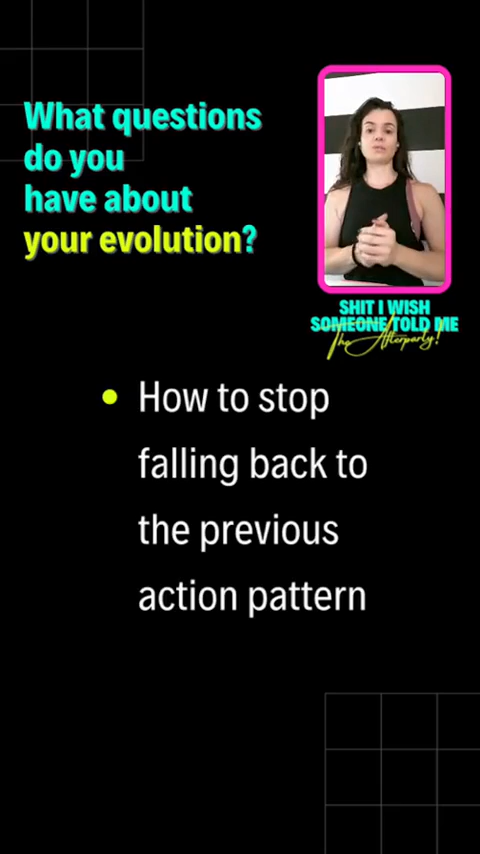 What questions
do you
have about
your evolution?
SHIT I WISH
SOMEONE TOLD ME
The Afterparty!
• How to stop
falling back to
the previous
action pattern